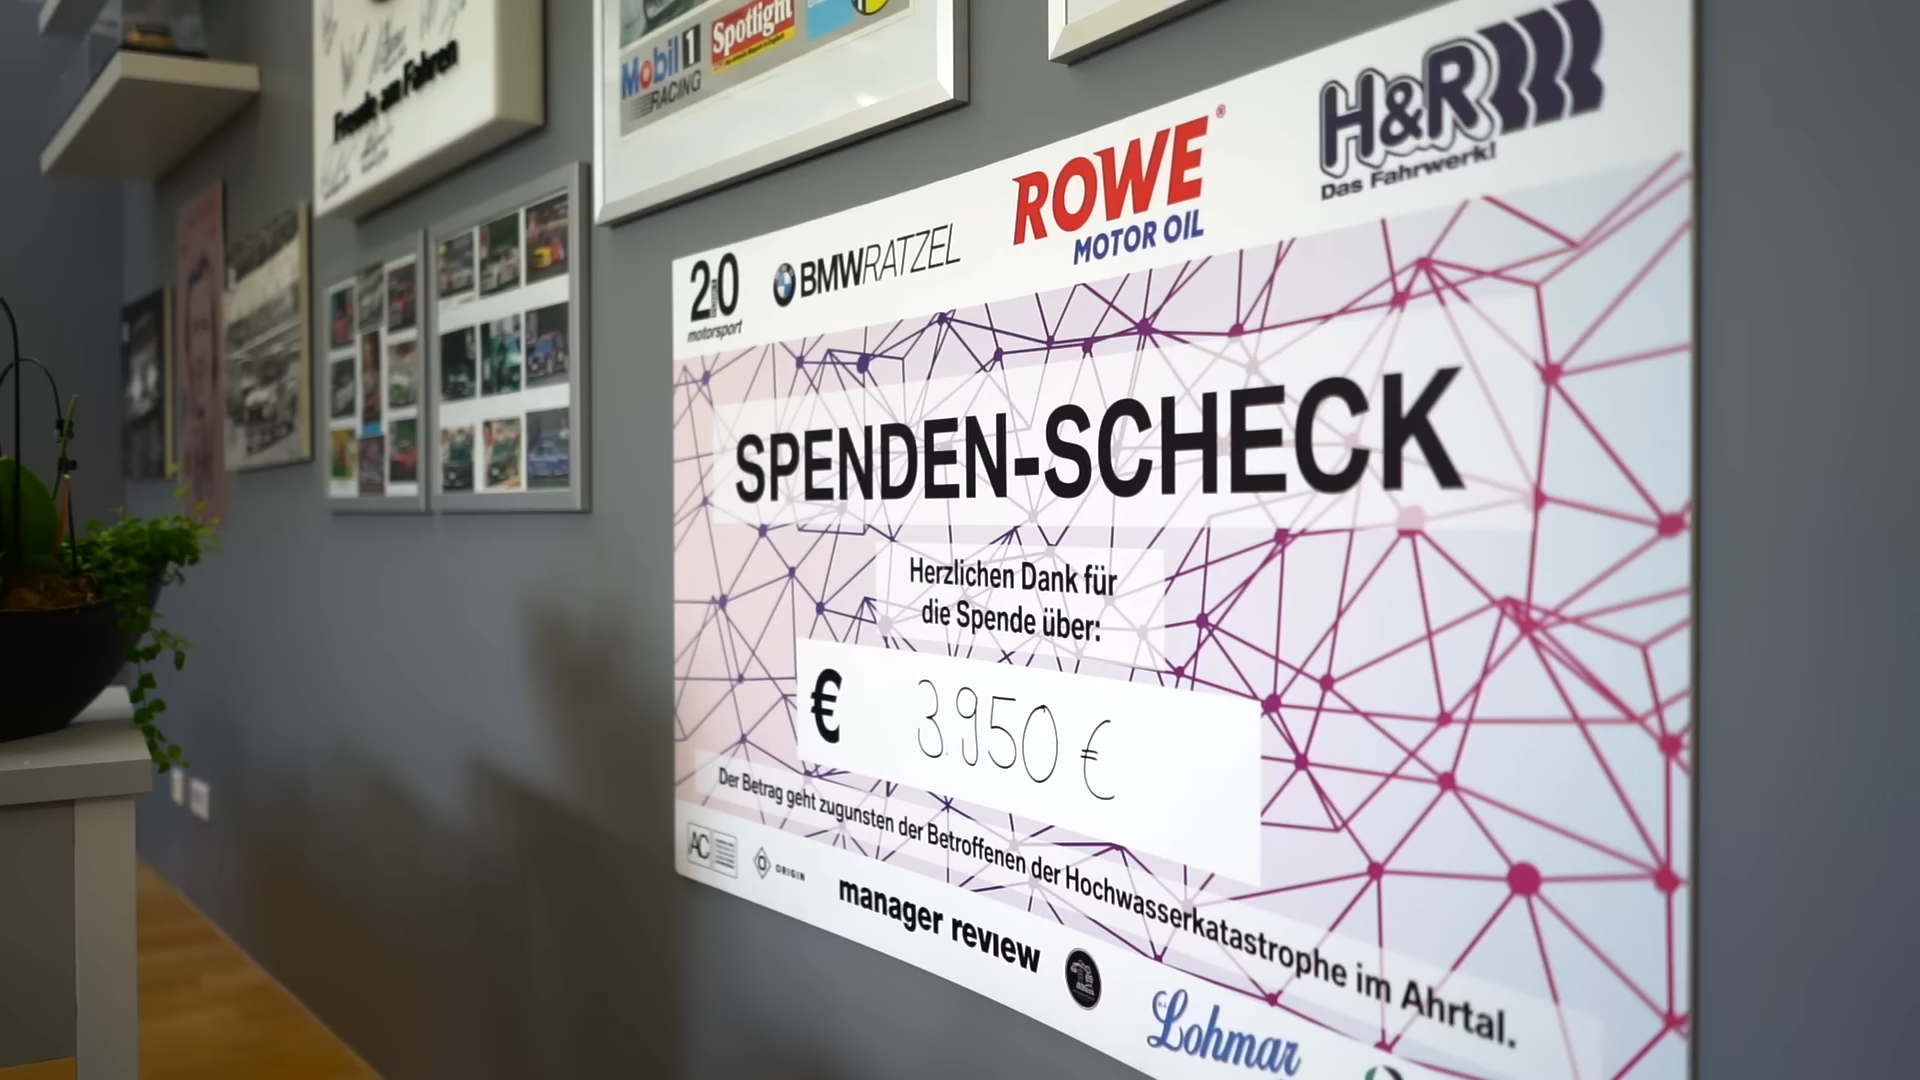 Freude am Fahren
Mobil 1
RACING
Spotlight
2.0
motorsport
BMW RATZEL
ROWE®
MOTOR OIL
H&R
Das Fahrwerk!
SPENDEN-SCHECK
Herzlichen Dank für
die Spende über:
€ 3.950 €
Der Betrag geht zugunsten der Betroffenen der Hochwasserkatastrophe im Ahrtal.
AC
ORIGIN
manager review
Lohmar